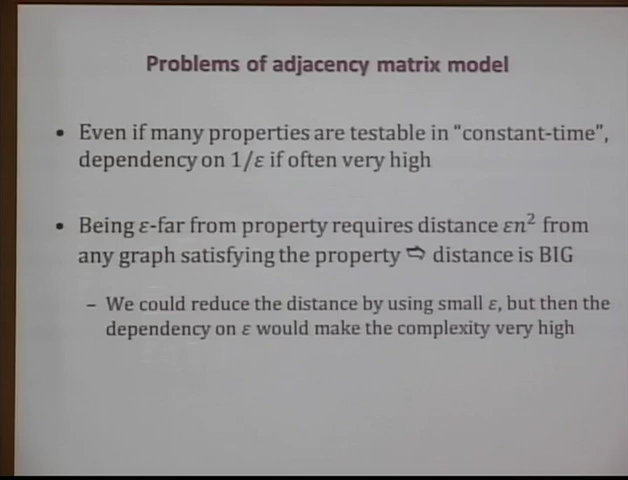 Problems of adjacency matrix model
• Even if many properties are testable in “constant-time”,
dependency on 1/ε if often very high
• Being ε-far from property requires distance εn² from
any graph satisfying the property ⇨ distance is BIG
– We could reduce the distance by using small ε, but then the
dependency on ε would make the complexity very high